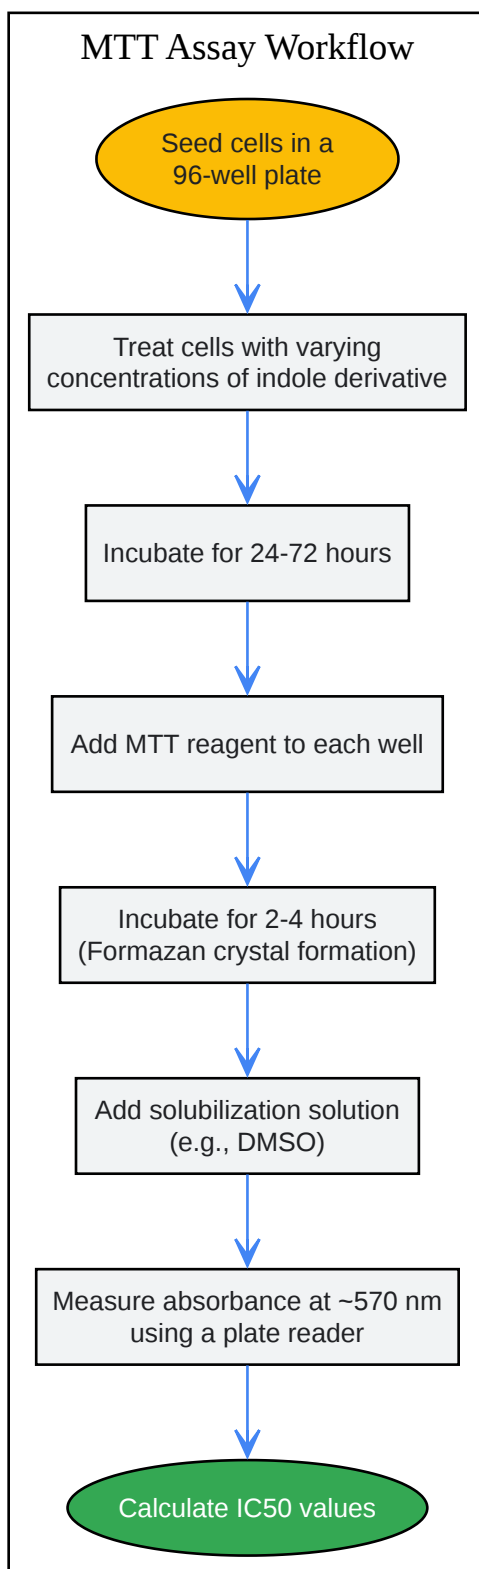 MTT Assay Workflow
Seed cells in a
96-well plate
Treat cells with varying
concentrations of indole derivative
Incubate for 24-72 hours
Add MTT reagent to each well
Incubate for 2-4 hours
(Formazan crystal formation)
Add solubilization solution
(e.g., DMSO)
Measure absorbance at ~570 nm
using a plate reader
Calculate IC50 values